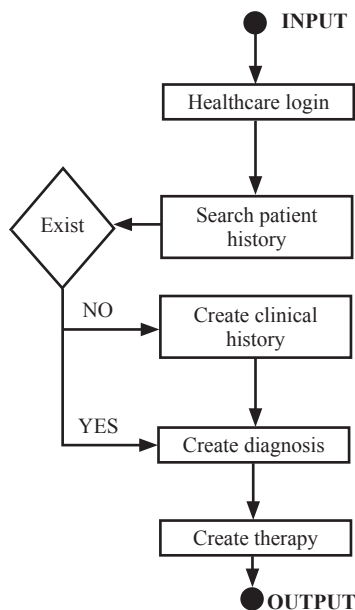 INPUT
Healthcare login
Exist
Search patient
history
NO
Create clinical
history
YES
Create diagnosis
Create therapy
OUTPUT